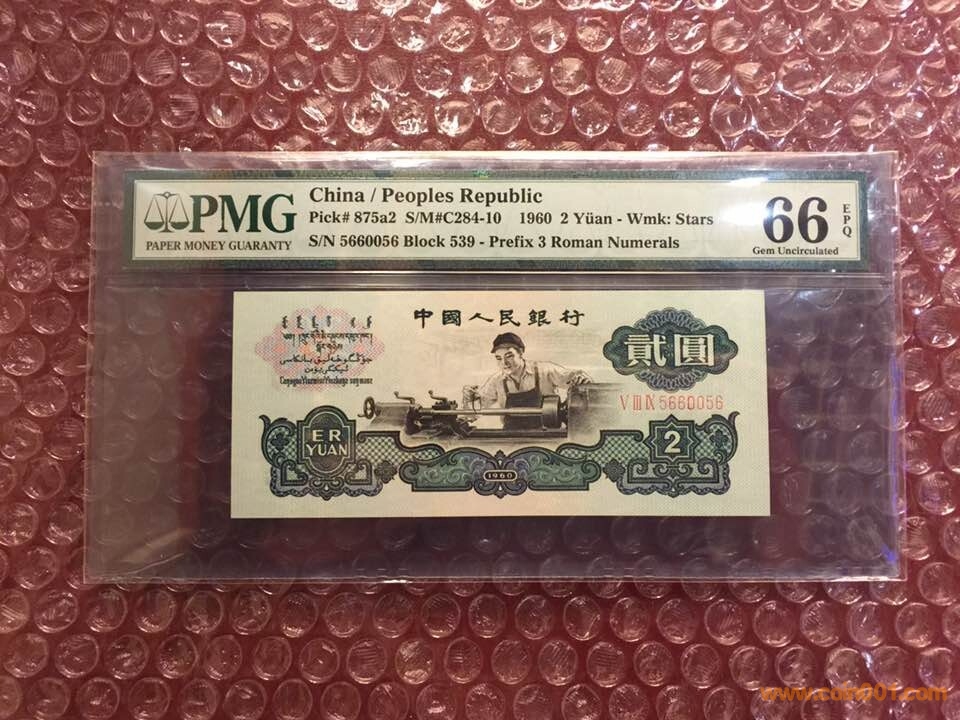 PMG
PAPER MONEY GUARANTY
China / Peoples Republic
Pick# 875a2 S/M#C284-10 1960 2 Yüan - Wmk: Stars
S/N 5660056 Block 539 - Prefix 3 Roman Numerals
66 EPQ
Gem Uncirculated
中國人民銀行
貳圓
V III IX 5660056
ER
YUAN
2
1960
www.coin001.com